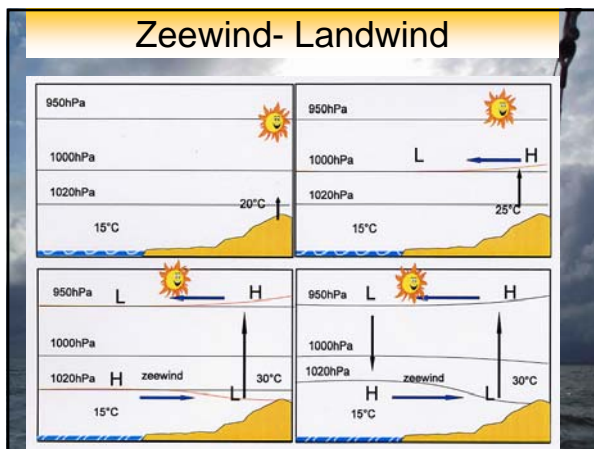 Zeewind- Landwind
950hPa
1000hPa
1020hPa
20°C
15°C
950hPa
1000hPa L H
1020hPa
25°C
15°C
950hPa L H
1000hPa
1020hPa H zeewind L 30°C
15°C
950hPa L H
1000hPa
1020hPa
H zeewind L 30°C
15°C